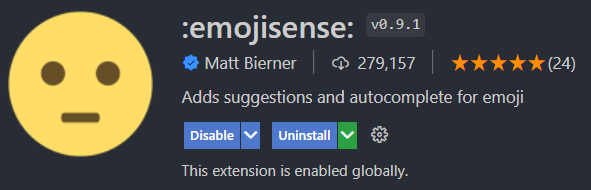 :emojisense: v0.9.1
Matt Bierner 279,157 (24)
Adds suggestions and autocomplete for emoji
Disable Uninstall
This extension is enabled globally.